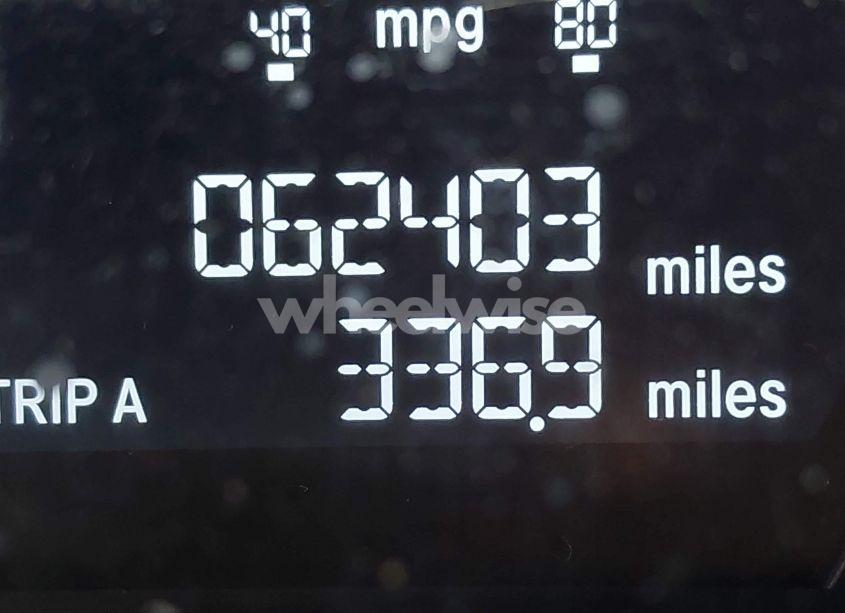 40 mpg 80
062403 miles
wheelwise
TRIP A 336.9 miles